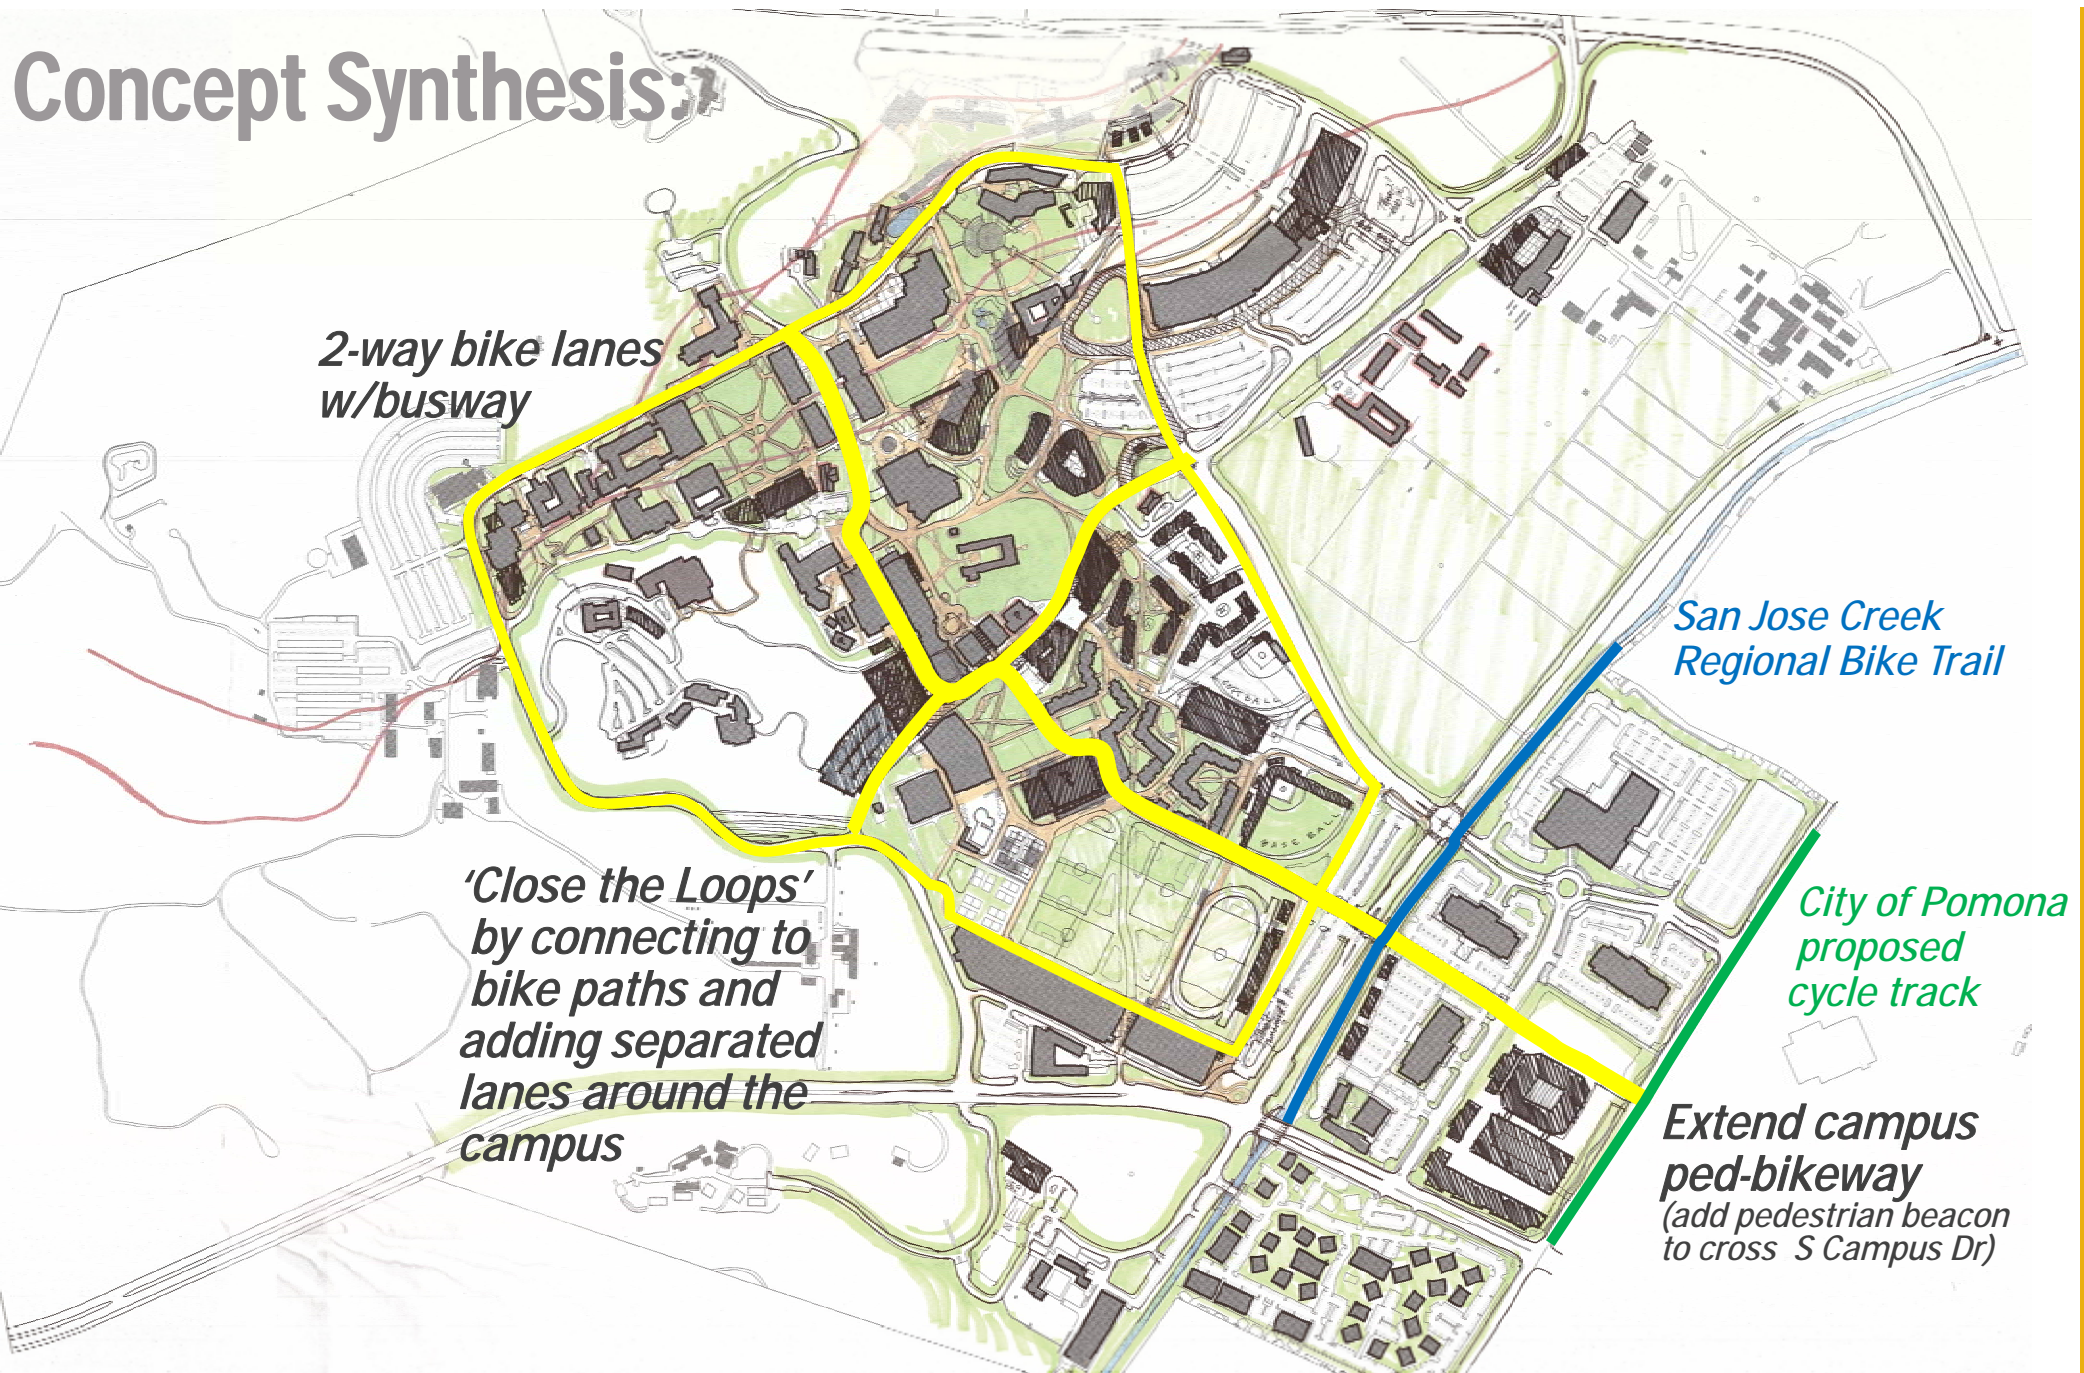 Concept Synthesis:
2-way bike lanes
w/busway
San Jose Creek
Regional Bike Trail
'Close the Loops'
by connecting to
bike paths and
adding separated
lanes around the
campus
City of Pomona
proposed
cycle track
Extend campus
ped-bikeway
(add pedestrian beacon
to cross  S Campus Dr)
BASE BALL